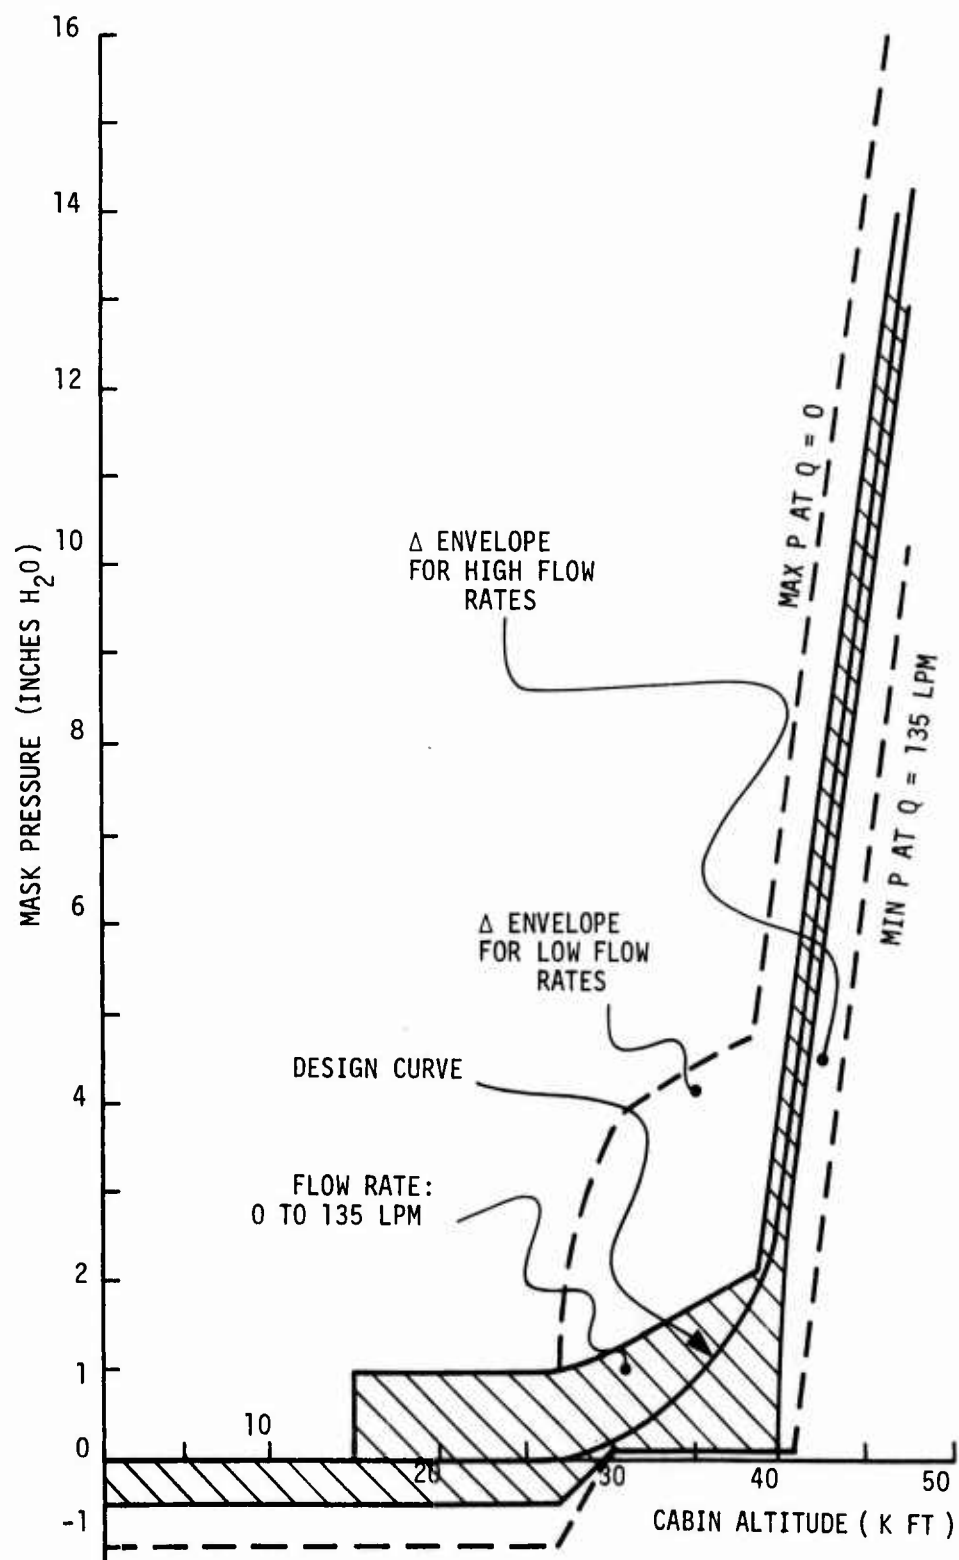 16
14
12
10
8
6
4
2
1
0
-1
MASK PRESSURE (INCHES H2O)
Δ ENVELOPE
FOR HIGH FLOW
RATES
MAX P AT Q = 0
MIN P AT Q = 135 LPM
Δ ENVELOPE
FOR LOW FLOW
RATES
DESIGN CURVE
FLOW RATE:
0 TO 135 LPM
10
20
30
40
50
CABIN ALTITUDE ( K FT )